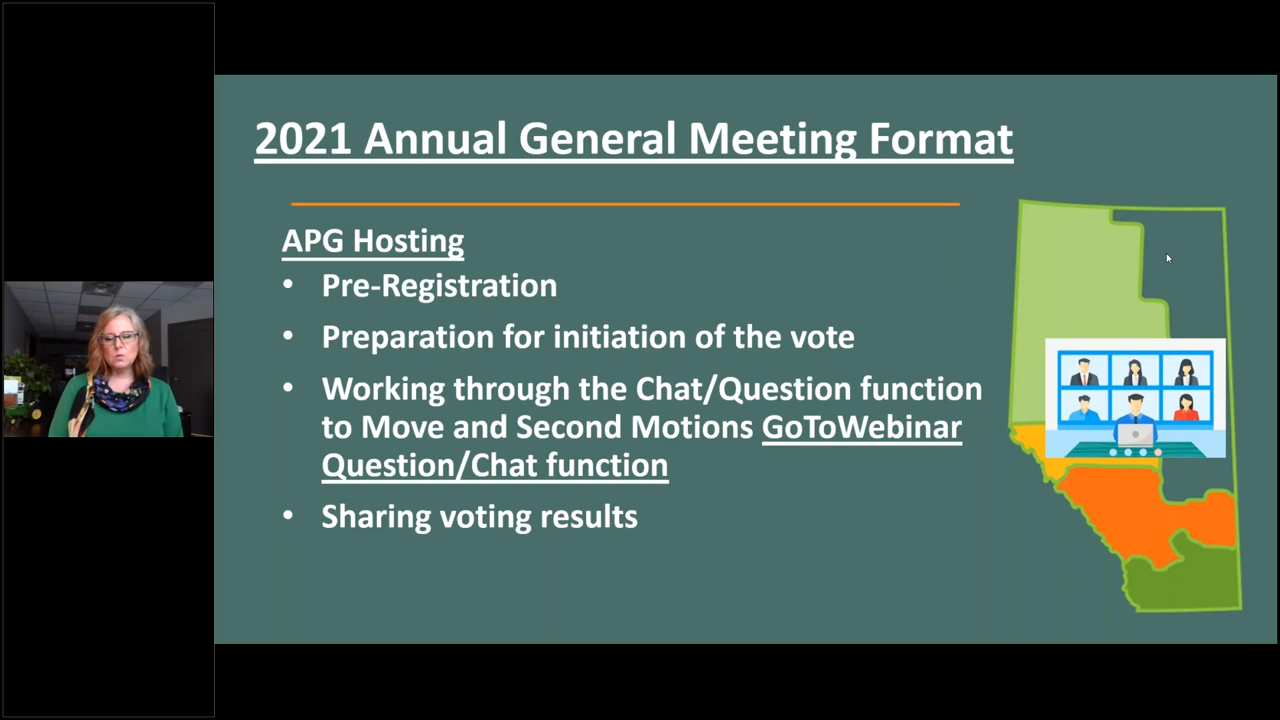 2021 Annual General Meeting Format
APG Hosting
• Pre-Registration
• Preparation for initiation of the vote
• Working through the Chat/Question function
to Move and Second Motions GoToWebinar
Question/Chat function
• Sharing voting results